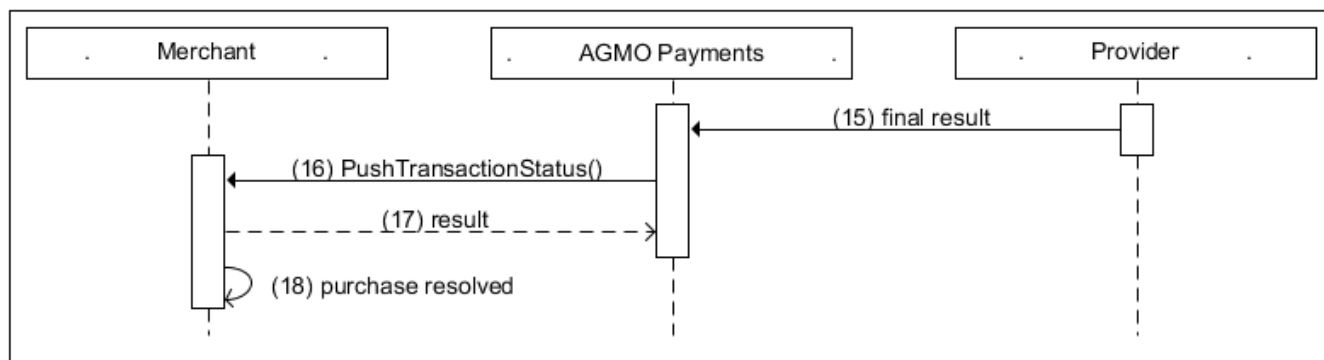 . Merchant .
. AGMO Payments .
. Provider .
(15) final result
(16) PushTransactionStatus()
(17) result
(18) purchase resolved